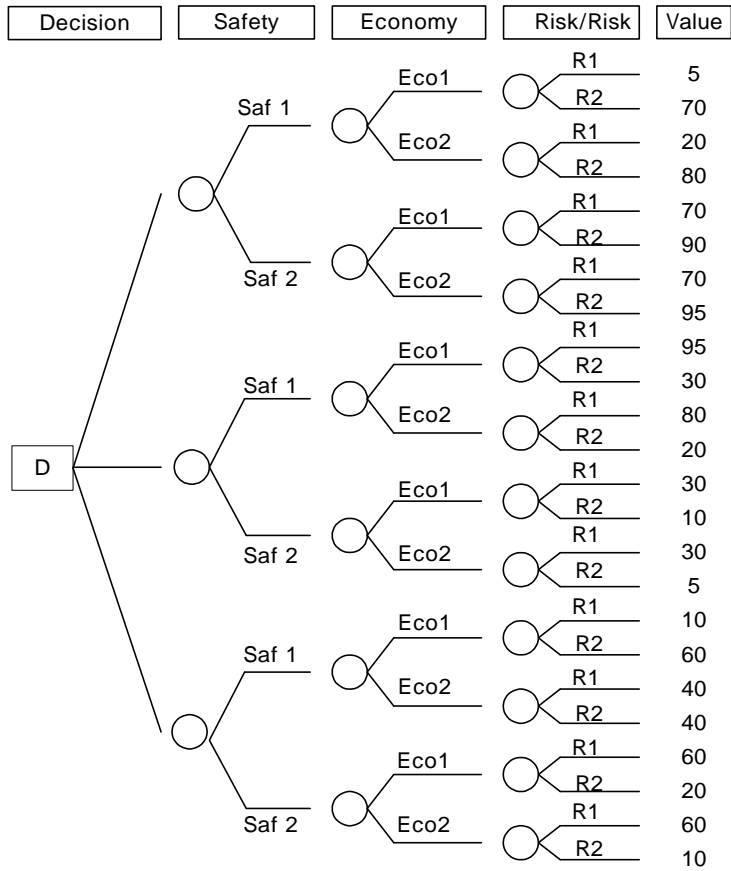 Decision Safety Economy Risk/Risk Value
R1
5
Eco1
R2
70
Saf 1
R1
20
Eco2
R2
80
R1
70
Eco1
R2
90
Saf 2
R1
70
Eco2
R2
95
R1
95
Eco1
R2
30
Saf 1
R1
80
Eco2
R2
20
D
R1
30
Eco1
R2
10
Saf 2
R1
30
Eco2
R2
5
R1
10
Eco1
R2
60
Saf 1
R1
40
Eco2
R2
40
R1
60
Eco1
R2
20
Saf 2
R1
60
Eco2
R2
10